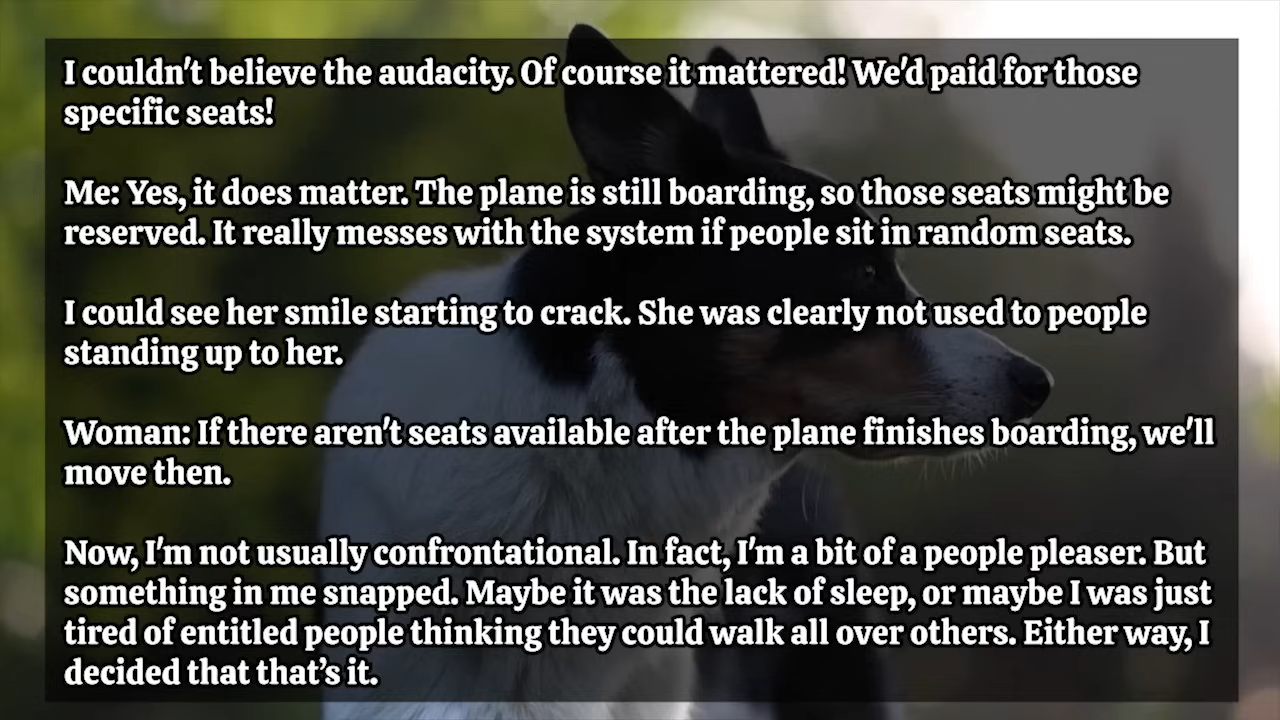 I couldn't believe the audacity. Of course it mattered! We'd paid for those
specific seats!
Me: Yes, it does matter. The plane is still boarding, so those seats might be
reserved. It really messes with the system if people sit in random seats.
I could see her smile starting to crack. She was clearly not used to people
standing up to her.
Woman: If there aren't seats available after the plane finishes boarding, we'll
move then.
Now, I'm not usually confrontational. In fact, I'm a bit of a people pleaser. But
something in me snapped. Maybe it was the lack of sleep, or maybe I was just
tired of entitled people thinking they could walk all over others. Either way, I
decided that that’s it.